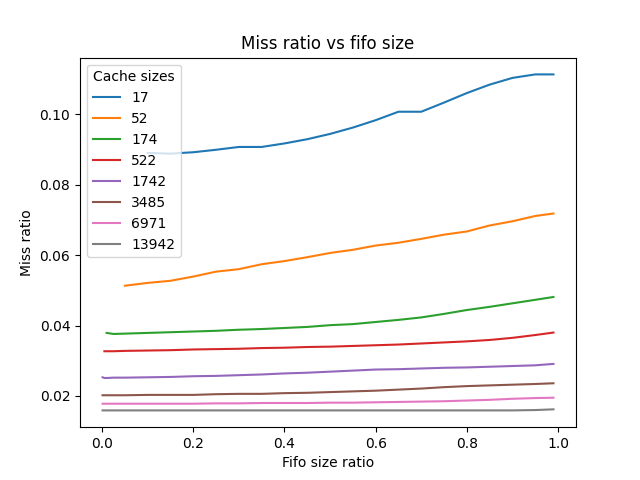 Miss ratio vs fifo size
Cache sizes
17
52
174
522
1742
3485
6971
13942
0.10
0.08
0.06
0.04
0.02
Miss ratio
0.0 0.2 0.4 0.6 0.8 1.0
Fifo size ratio